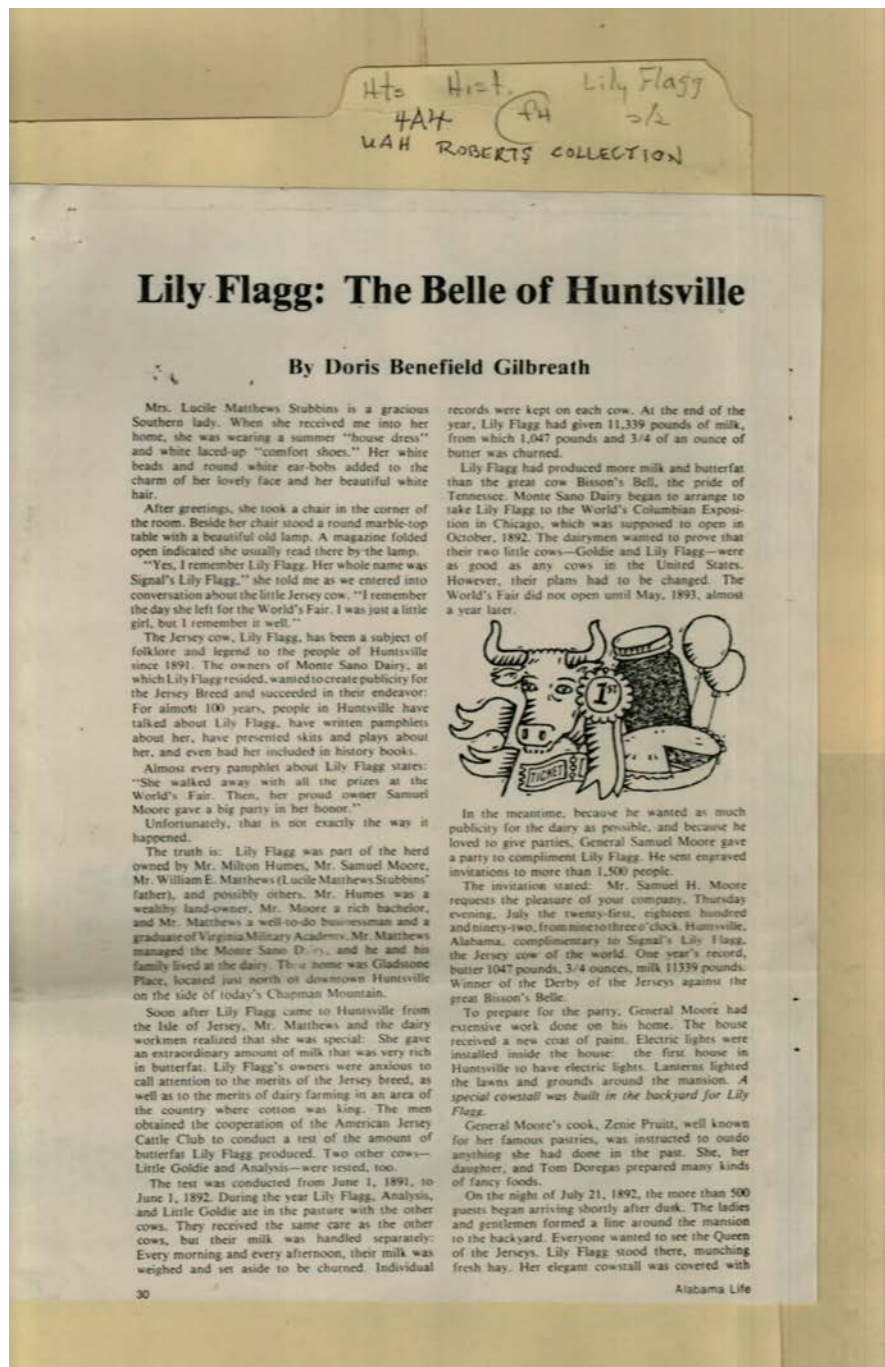 Hts Hist. Lily Flagg
4A4 f4 2/2
UAH ROBERTS COLLECTION
Lily Flagg: The Belle of Huntsville
By Doris Benefield Gilbreath
Mrs. Lucile Matthews Stubbins is a gracious
Southern lady. When she received me into her
home, she was wearing a summer "house dress"
and white laced-up "comfort shoes." Her white
beads and round white ear-bobs added to the
charm of her lovely face and her beautiful white
hair.
After greetings, she took a chair in the corner of
the room. Beside her chair stood a round marble-top
table with a beautiful old lamp. A magazine folded
open indicated she usually read there by the lamp.
"Yes, I remember Lily Flagg. Her whole name was
Signal's Lily Flagg," she told me as we entered into
conversation about the little Jersey cow. "I remember
the day she left for the World's Fair. I was just a little
girl, but I remember it well."
The Jersey cow, Lily Flagg, has been a subject of
folklore and legend to the people of Huntsville
since 1891. The owners of Monte Sano Dairy, at
which Lily Flagg resided, wanted to create publicity for
the Jersey Breed and succeeded in their endeavor:
For almost 100 years, people in Huntsville have
talked about Lily Flagg, have written pamphlets
about her, have presented skits and plays about
her, and even had her included in history books.
Almost every pamphlet about Lily Flagg states:
"She walked away with all the prizes at the
World's Fair. Then, her proud owner Samuel
Moore gave a big party in her honor."
Unfortunately, that is not exactly the way it
happened.
The truth is: Lily Flagg was part of the herd
owned by Mr. Milton Humes, Mr. Samuel Moore,
Mr. William E. Matthews (Lucile Matthews Stubbins'
father), and possibly others. Mr. Humes was a
wealthy land-owner, Mr. Moore a rich bachelor,
and Mr. Matthews a well-to-do businessman and a
graduate of Virginia Military Academy. Mr. Matthews
managed the Monte Sano Dairy, and he and his
family lived at the dairy. Their home was Gladstone
Place, located just north of downtown Huntsville
on the side of today's Chapman Mountain.
Soon after Lily Flagg came to Huntsville from
the Isle of Jersey, Mr. Matthews and the dairy
workmen realized that she was special: She gave
an extraordinary amount of milk that was very rich
in butterfat. Lily Flagg's owners were anxious to
call attention to the merits of the Jersey breed, as
well as to the merits of dairy farming in an area of
the country where cotton was king. The men
obtained the cooperation of the American Jersey
Cattle Club to conduct a test of the amount of
butterfat Lily Flagg produced. Two other cows—
Little Goldie and Analysis—were tested, too.
The test was conducted from June 1, 1891, to
June 1, 1892. During the year Lily Flagg, Analysis,
and Little Goldie ate in the pasture with the other
cows. They received the same care as the other
cows, but their milk was handled separately:
Every morning and every afternoon, their milk was
weighed and set aside to be churned. Individual
records were kept on each cow. At the end of the
year, Lily Flagg had given 11,339 pounds of milk,
from which 1,047 pounds and 3/4 of an ounce of
butter was churned.
Lily Flagg had produced more milk and butterfat
than the great cow Bisson's Bell, the pride of
Tennessee. Monte Sano Dairy began to arrange to
take Lily Flagg to the World's Columbian Exposi-
tion in Chicago, which was supposed to open in
October, 1892. The dairymen wanted to prove that
their two little cows—Goldie and Lily Flagg—were
as good as any cows in the United States.
However, their plans had to be changed. The
World's Fair did not open until May, 1893, almost
a year later.
1ST
TICKET
In the meantime, because he wanted as much
publicity for the dairy as possible, and because he
loved to give parties, General Samuel Moore gave
a party to compliment Lily Flagg. He sent engraved
invitations to more than 1,500 people.
The invitation stated: Mr. Samuel H. Moore
requests the pleasure of your company, Thursday
evening, July the twenty-first, eighteen hundred
and ninety-two, from nine to three o'clock. Huntsville,
Alabama, complimentary to Signal's Lily Flagg,
the Jersey cow of the world. One year's record,
butter 1047 pounds, 3/4 ounces, milk 11339 pounds.
Winner of the Derby of the Jerseys against the
great Bisson's Belle.
To prepare for the party, General Moore had
extensive work done on his home. The house
received a new coat of paint. Electric lights were
installed inside the house: the first house in
Huntsville to have electric lights. Lanterns lighted
the lawns and grounds around the mansion. A
special cowstall was built in the backyard for Lily
Flagg.
General Moore's cook, Zenie Pruitt, well known
for her famous pastries, was instructed to outdo
anything she had done in the past. She, her
daughter, and Tom Doregas prepared many kinds
of fancy foods.
On the night of July 21, 1892, the more than 500
guests began arriving shortly after dusk. The ladies
and gentlemen formed a line around the mansion
to the backyard. Everyone wanted to see the Queen
of the Jerseys. Lily Flagg stood there, munching
fresh hay. Her elegant cowstall was covered with
30
Alabama Life